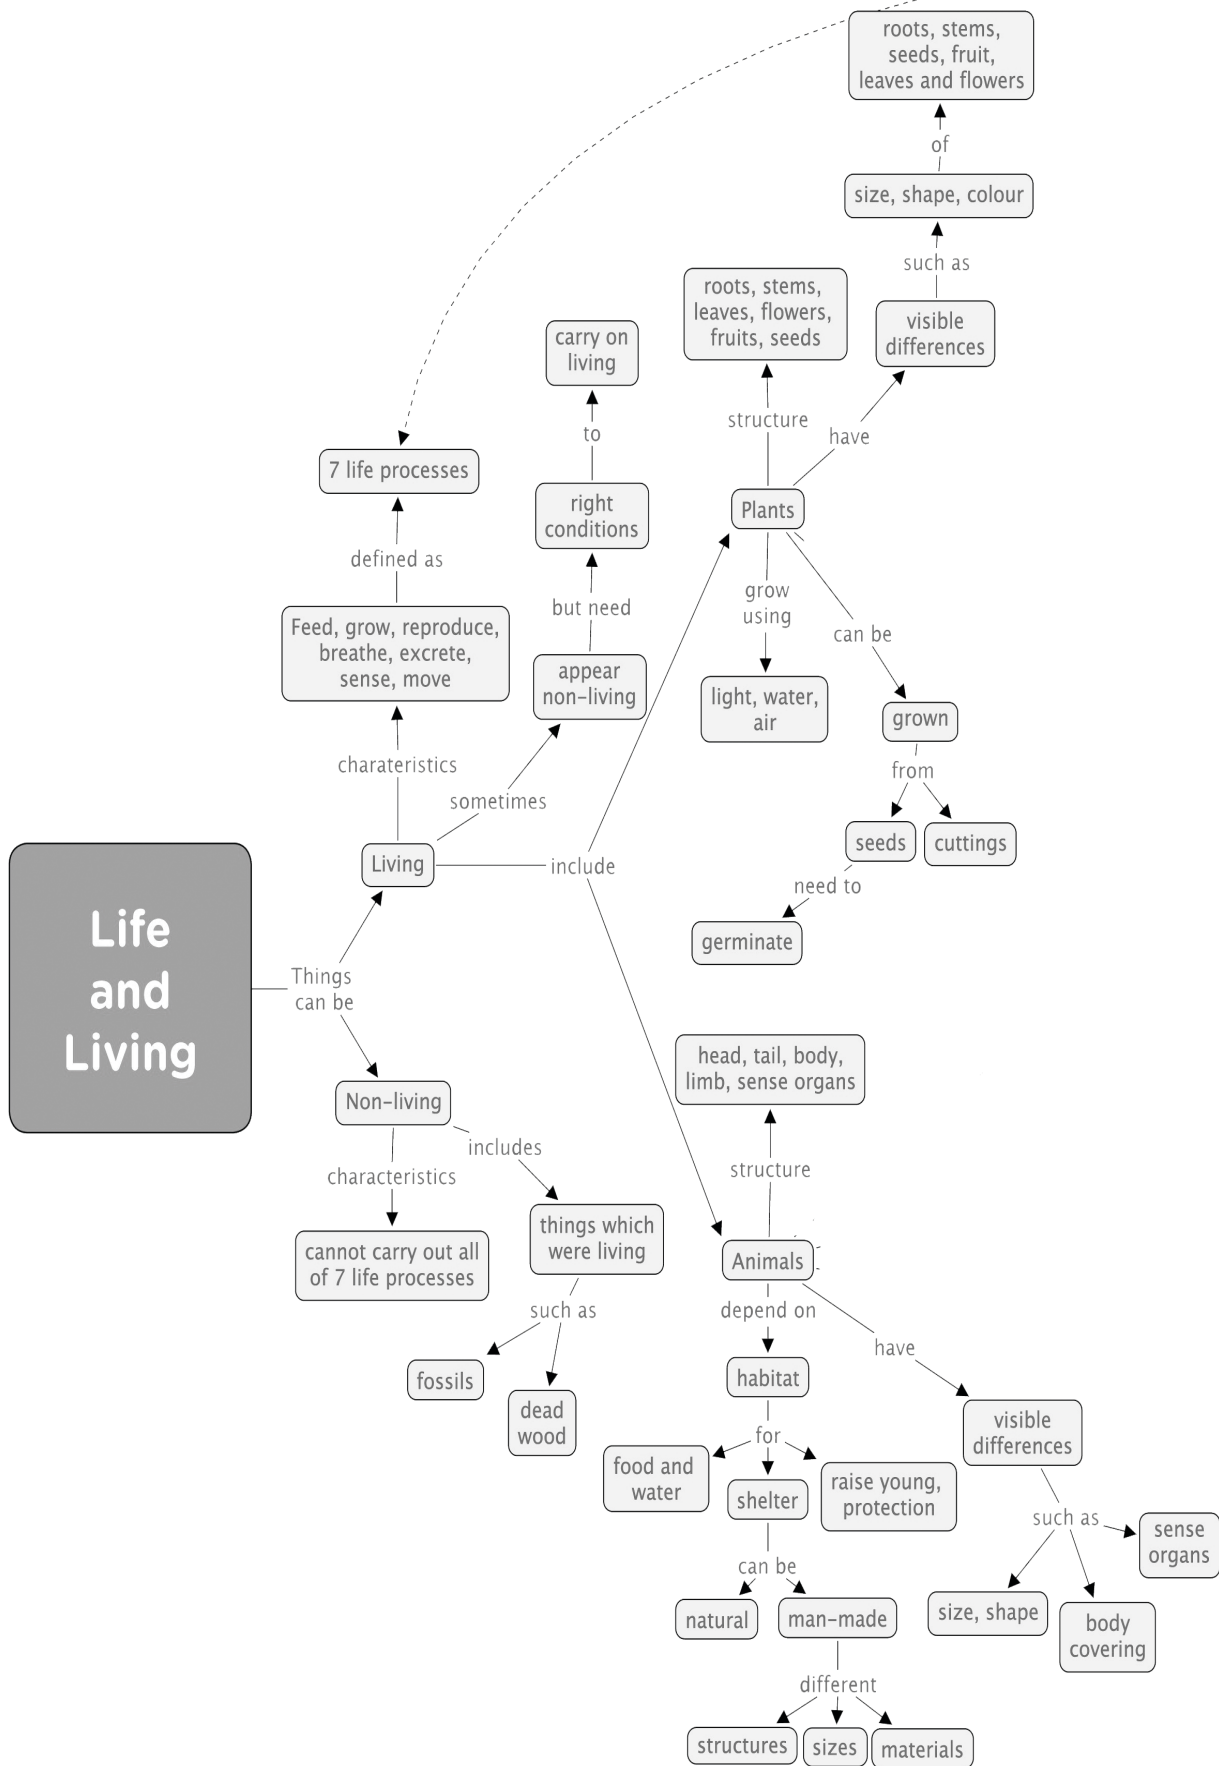 roots, stems,
seeds, fruit,
leaves and flowers
of
size, shape, colour
such as
visible
differences
roots, stems,
leaves, flowers,
fruits, seeds
structure
have
Plants
grow
using
light, water,
air
can be
grown
from
seeds
cuttings
need to
germinate
carry on
living
to
right
conditions
but need
appear
non-living
sometimes
7 life processes
defined as
Feed, grow, reproduce,
breathe, excrete,
sense, move
charateristics
Living
include
Life
and
Living
Things
can be
Non-living
characteristics
cannot carry out all
of 7 life processes
includes
things which
were living
such as
fossils
dead
wood
head, tail, body,
limb, sense organs
structure
Animals
depend on
habitat
for
food and
water
shelter
raise young,
protection
can be
natural
man-made
different
structures
sizes
materials
have
visible
differences
such as
size, shape
body
covering
sense
organs